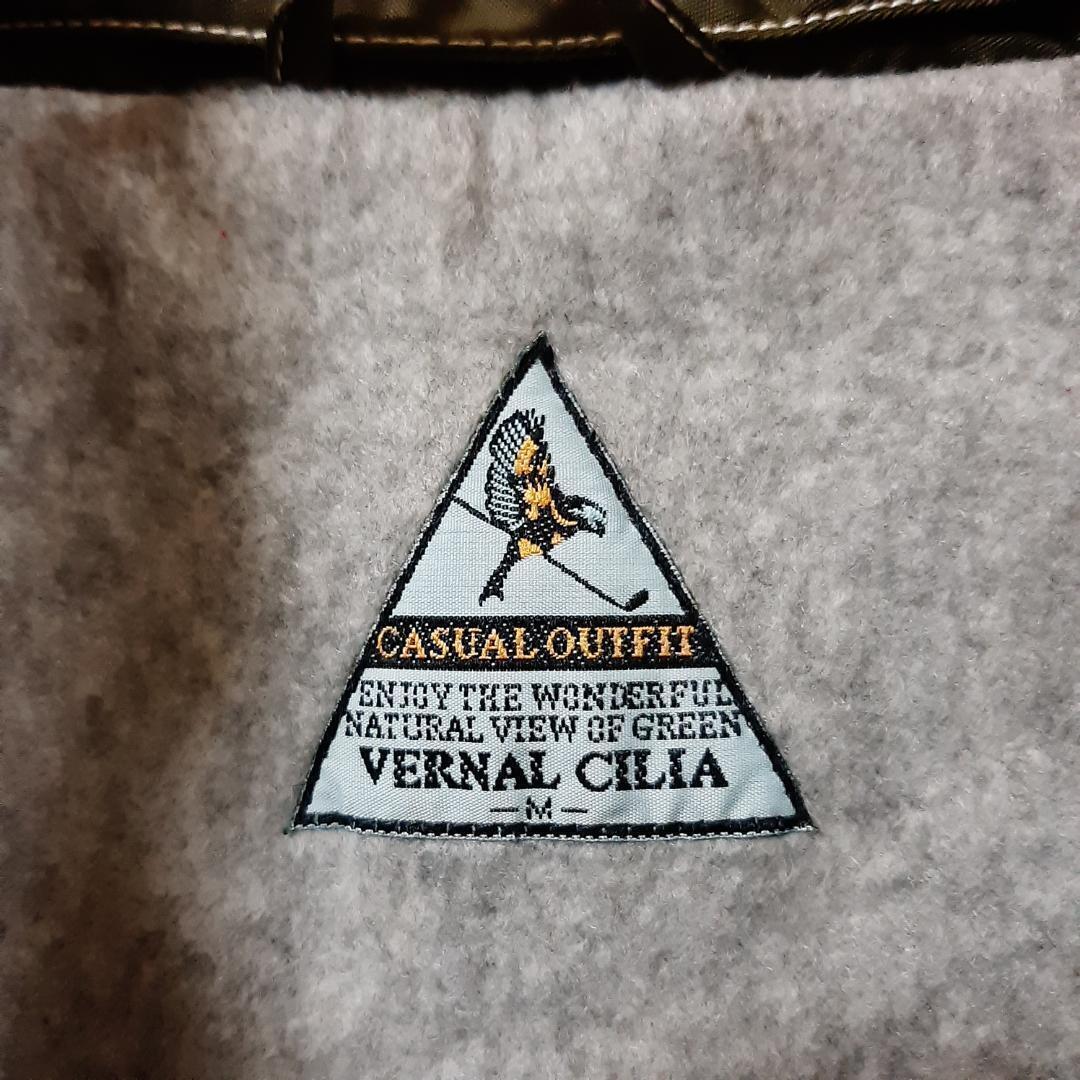 CASUAL OUTFIT
ENJOY THE WONDERFUL
NATURAL VIEW OF GREEN
VERNAL CILIA
—M—